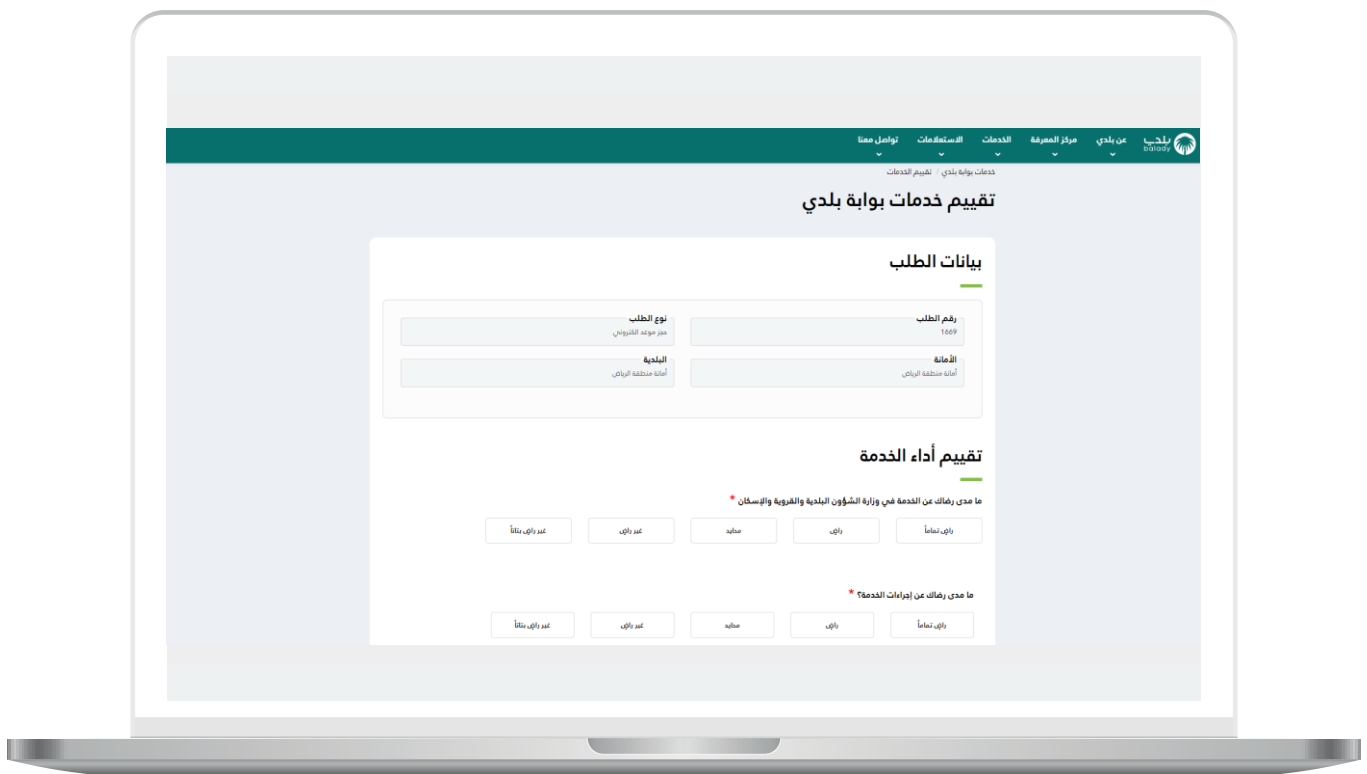 بلدي balady عن بلدي مركز المعرفة الخدمات الاستعلامات تواصل معنا
خدمات بوابة بلدي / تقييم الخدمات
تقييم خدمات بوابة بلدي
بيانات الطلب
رقم الطلب نوع الطلب
1669 حجز موعد الكتروني
الأمانة البلدية
أمانة منطقة الرياض أمانة منطقة الرياض
تقييم أداء الخدمة
ما مدى رضاك عن الخدمة في وزارة الشؤون البلدية والقروية والإسكان *
راضٍ تماماً راضٍ محايد غير راضٍ غير راضٍ بتاتاً
ما مدى رضاك عن إجراءات الخدمة؟ *
راضٍ تماماً راضٍ محايد غير راضٍ غير راضٍ بتاتاً